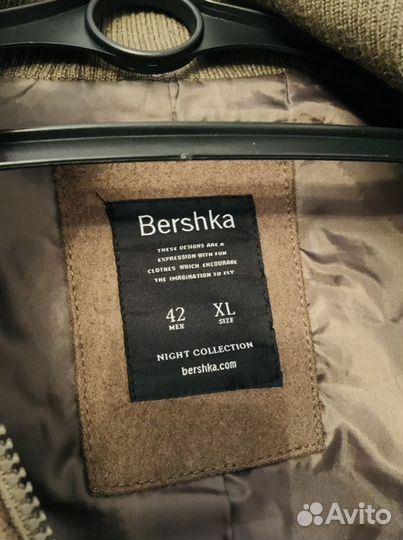 Bershka
THESE DESIGNS ARE A
EXPRESSION WITH FUN
CLOTHES WHICH ENCOURAGE
THE IMAGINATION TO FLY
42 XL
MEX SIZE
NIGHT COLLECTION
bershka.com
Avito